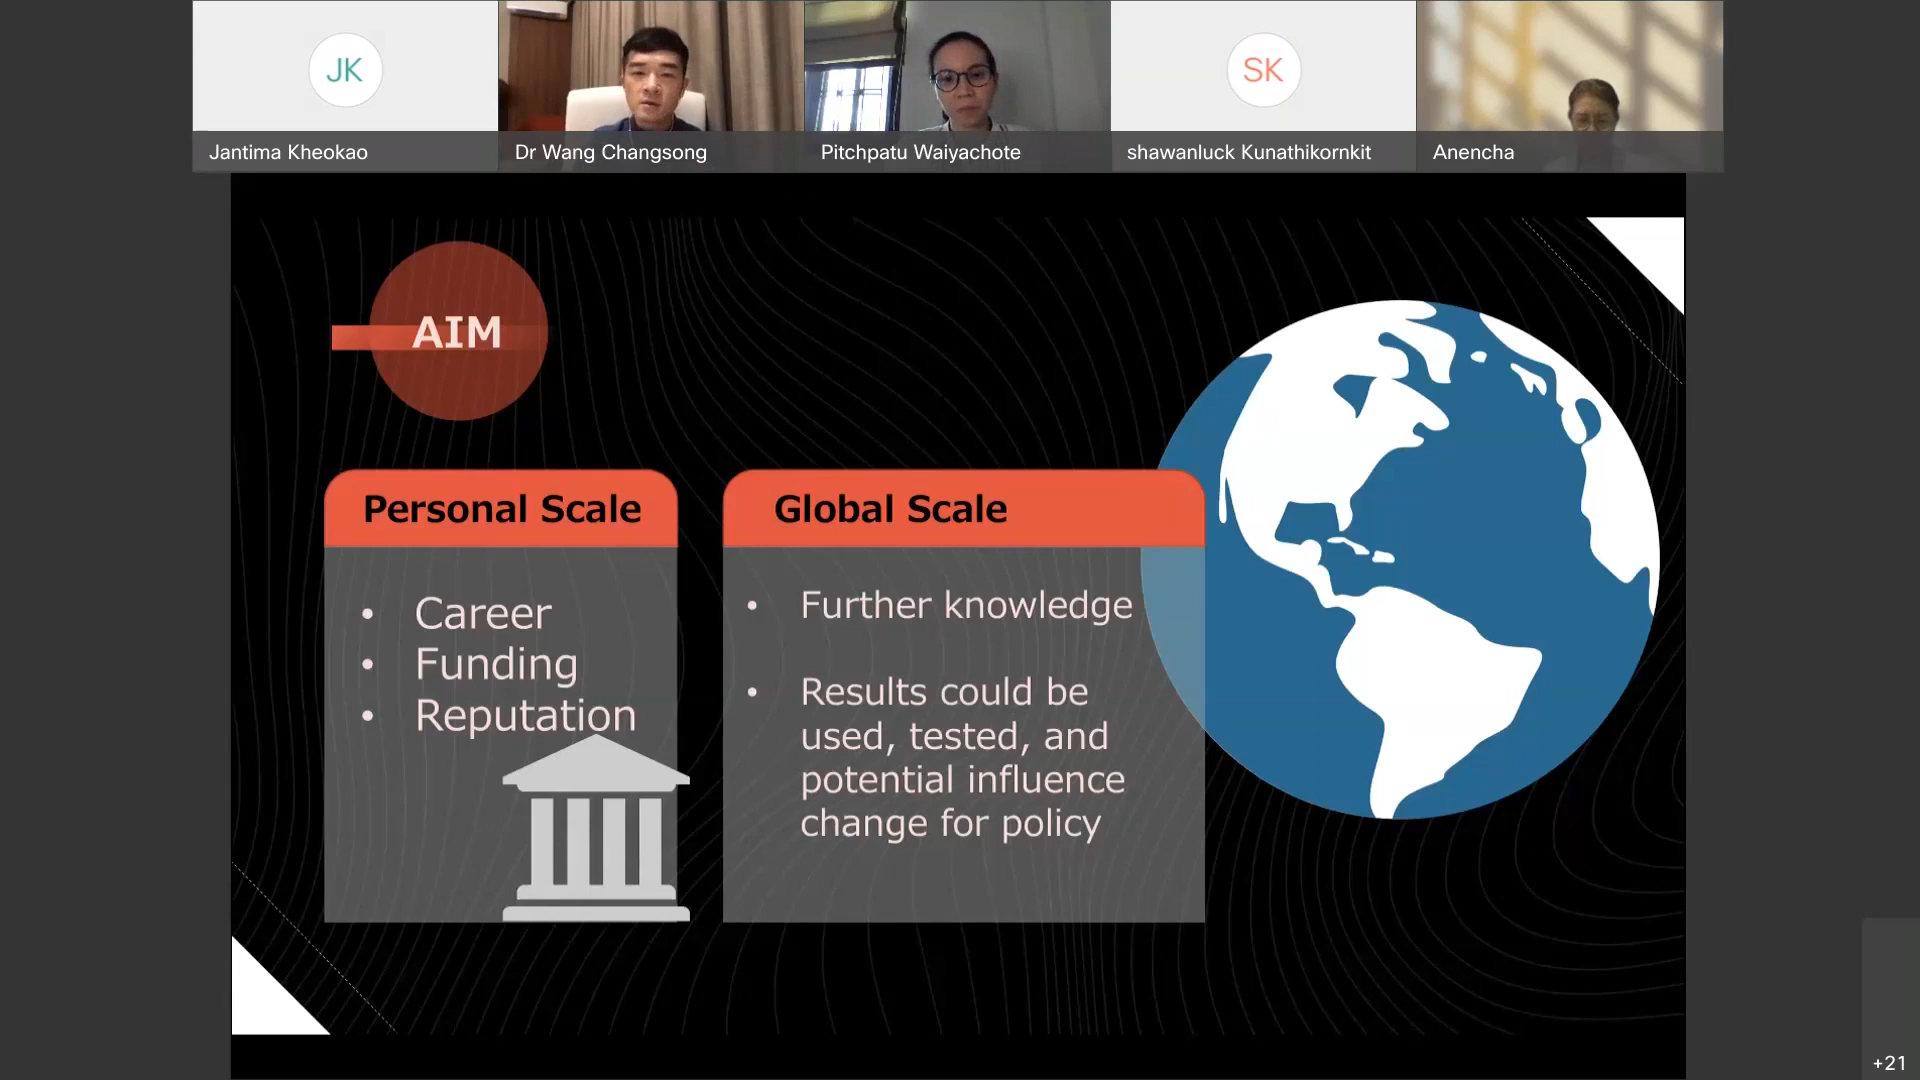 JK
SK
Jantima Kheokao
Dr Wang Changsong
Pitchpatu Waiyachote
shawanluck Kunathikornkit
Anencha
AIM
Personal Scale
• Career
• Funding
• Reputation
Global Scale
• Further knowledge
• Results could be
used, tested, and
potential influence
change for policy
+21